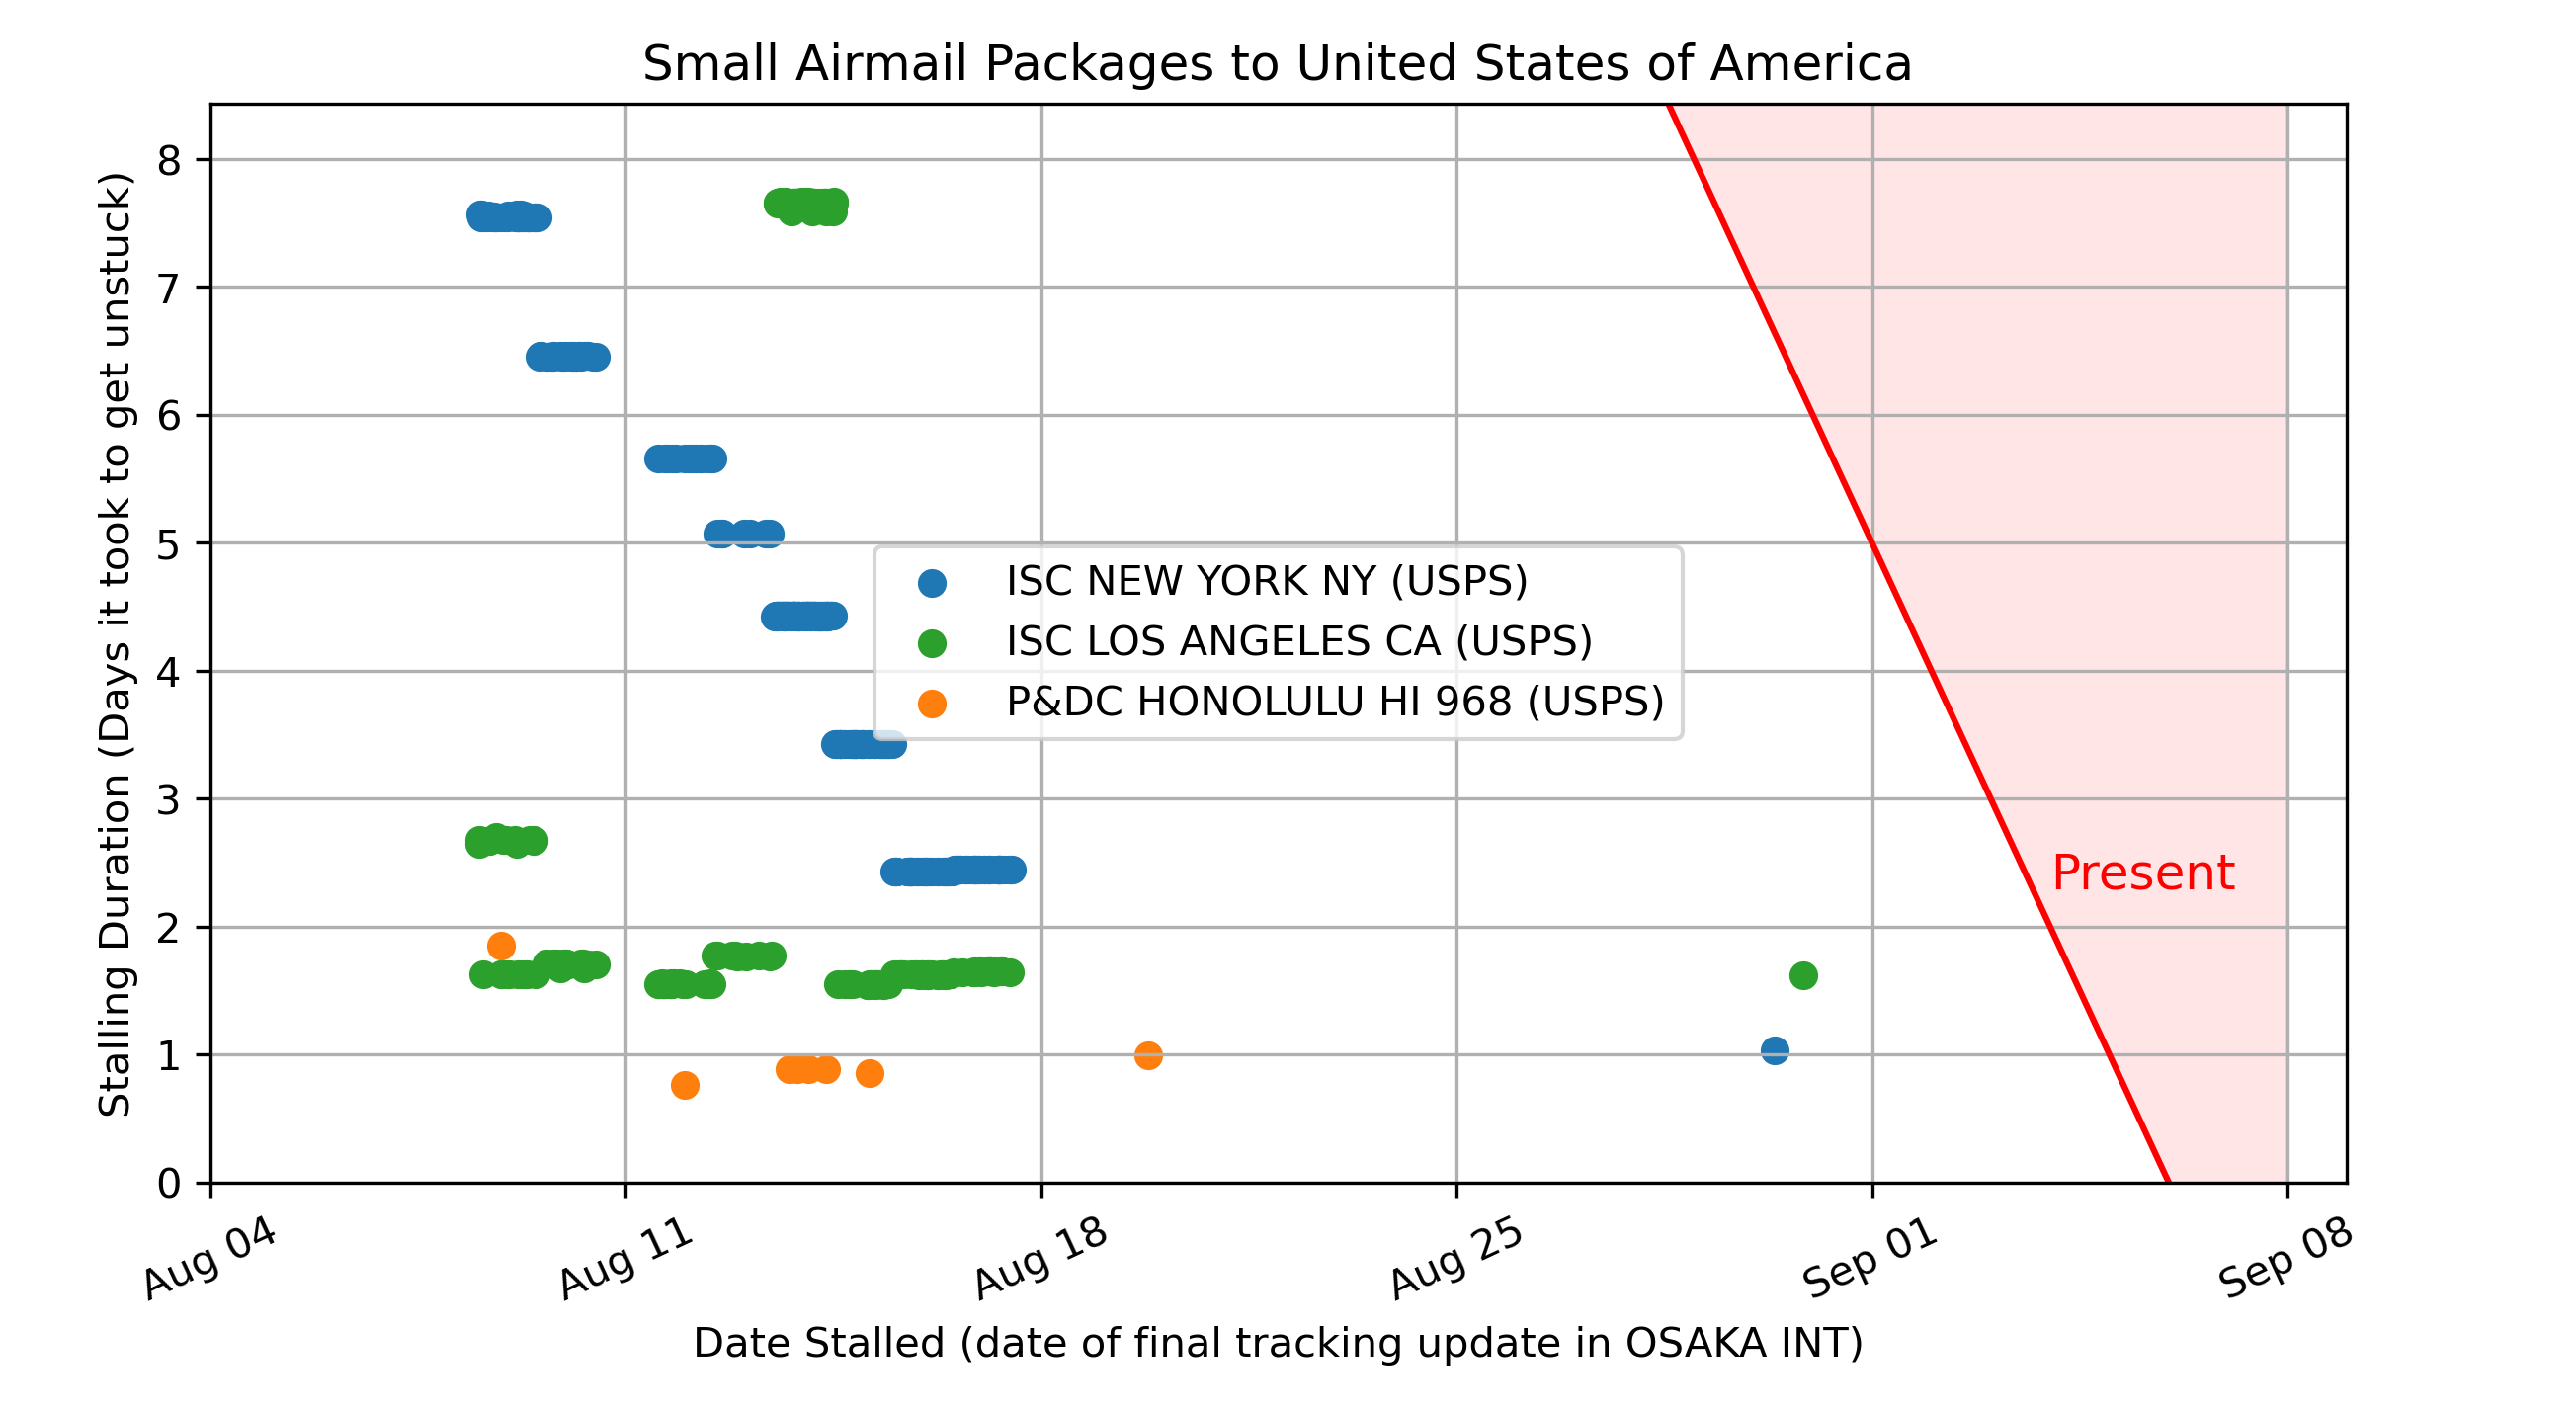 Small Airmail Packages to United States of America
Stalling Duration (Days it took to get unstuck)
8
7
6
5
4
3
2
1
0
ISC NEW YORK NY (USPS)
ISC LOS ANGELES CA (USPS)
P&DC HONOLULU HI 968 (USPS)
Present
Aug 04
Aug 11
Aug 18
Aug 25
Sep 01
Sep 08
Date Stalled (date of final tracking update in OSAKA INT)